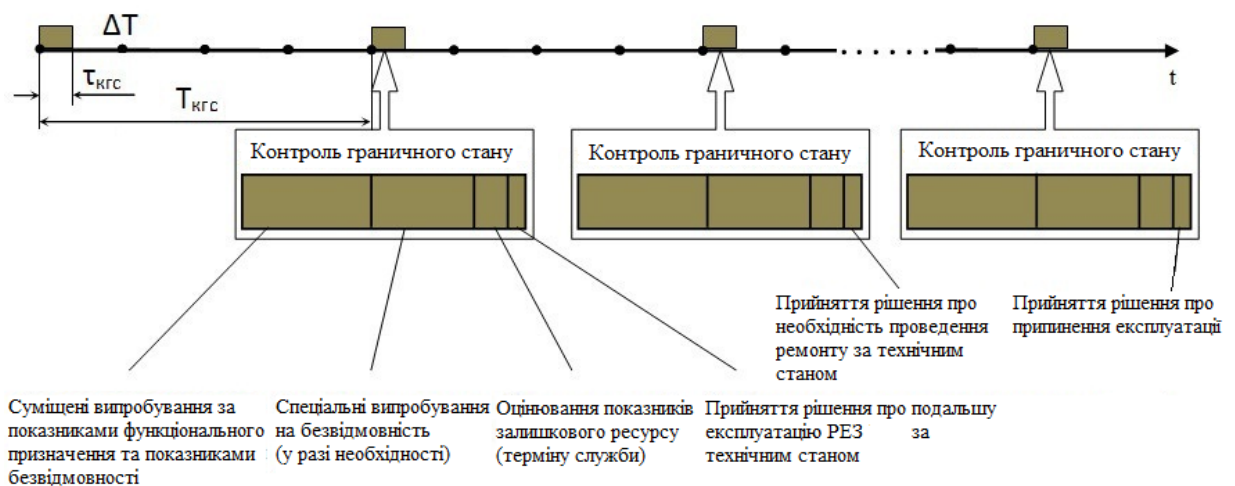 ΔT
τкгс
Tкгс
t
Контроль граничного стану
Контроль граничного стану
Контроль граничного стану
Прийняття рішення про
необхідність проведення
ремонту за технічним
станом
Прийняття рішення про
припинення експлуатації
Суміщені випробування за
показниками функціонального
призначення та показниками
безвідмовності
Спеціальні випробування
на безвідмовність
(у разі необхідності)
Оцінювання показників
залишкового ресурсу
(терміну служби)
Прийняття рішення про подальшу
експлуатацію РЕЗ за
технічним станом